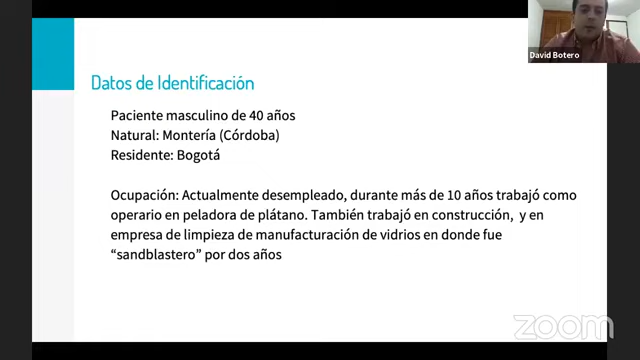 David Botero
Datos de Identificación
Paciente masculino de 40 años
Natural: Montería (Córdoba)
Residente: Bogotá
Ocupación: Actualmente desempleado, durante más de 10 años trabajó como
operario en peladora de plátano. También trabajó en construcción, y en
empresa de limpieza de manufacturación de vidrios en donde fue
“sandblastero” por dos años
zoom